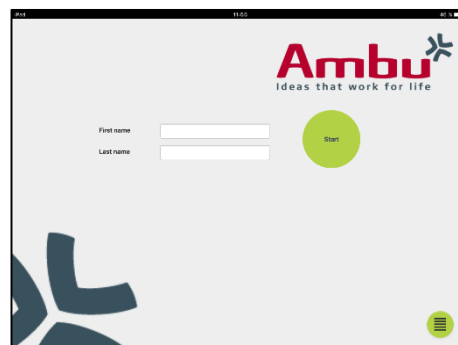 iPad
Ambu
Ideas that work for life
First name
Start
Last name